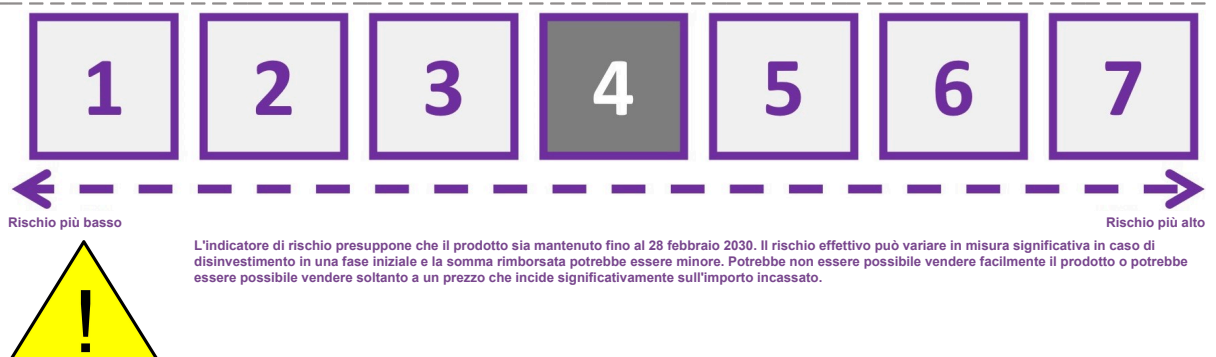 1 2 3 4 5 6 7
Rischio più basso Rischio più alto
L'indicatore di rischio presuppone che il prodotto sia mantenuto fino al 28 febbraio 2030. Il rischio effettivo può variare in misura significativa in caso di
disinvestimento in una fase iniziale e la somma rimborsata potrebbe essere minore. Potrebbe non essere possibile vendere facilmente il prodotto o potrebbe
essere possibile vendere soltanto a un prezzo che incide significativamente sull'importo incassato.
!